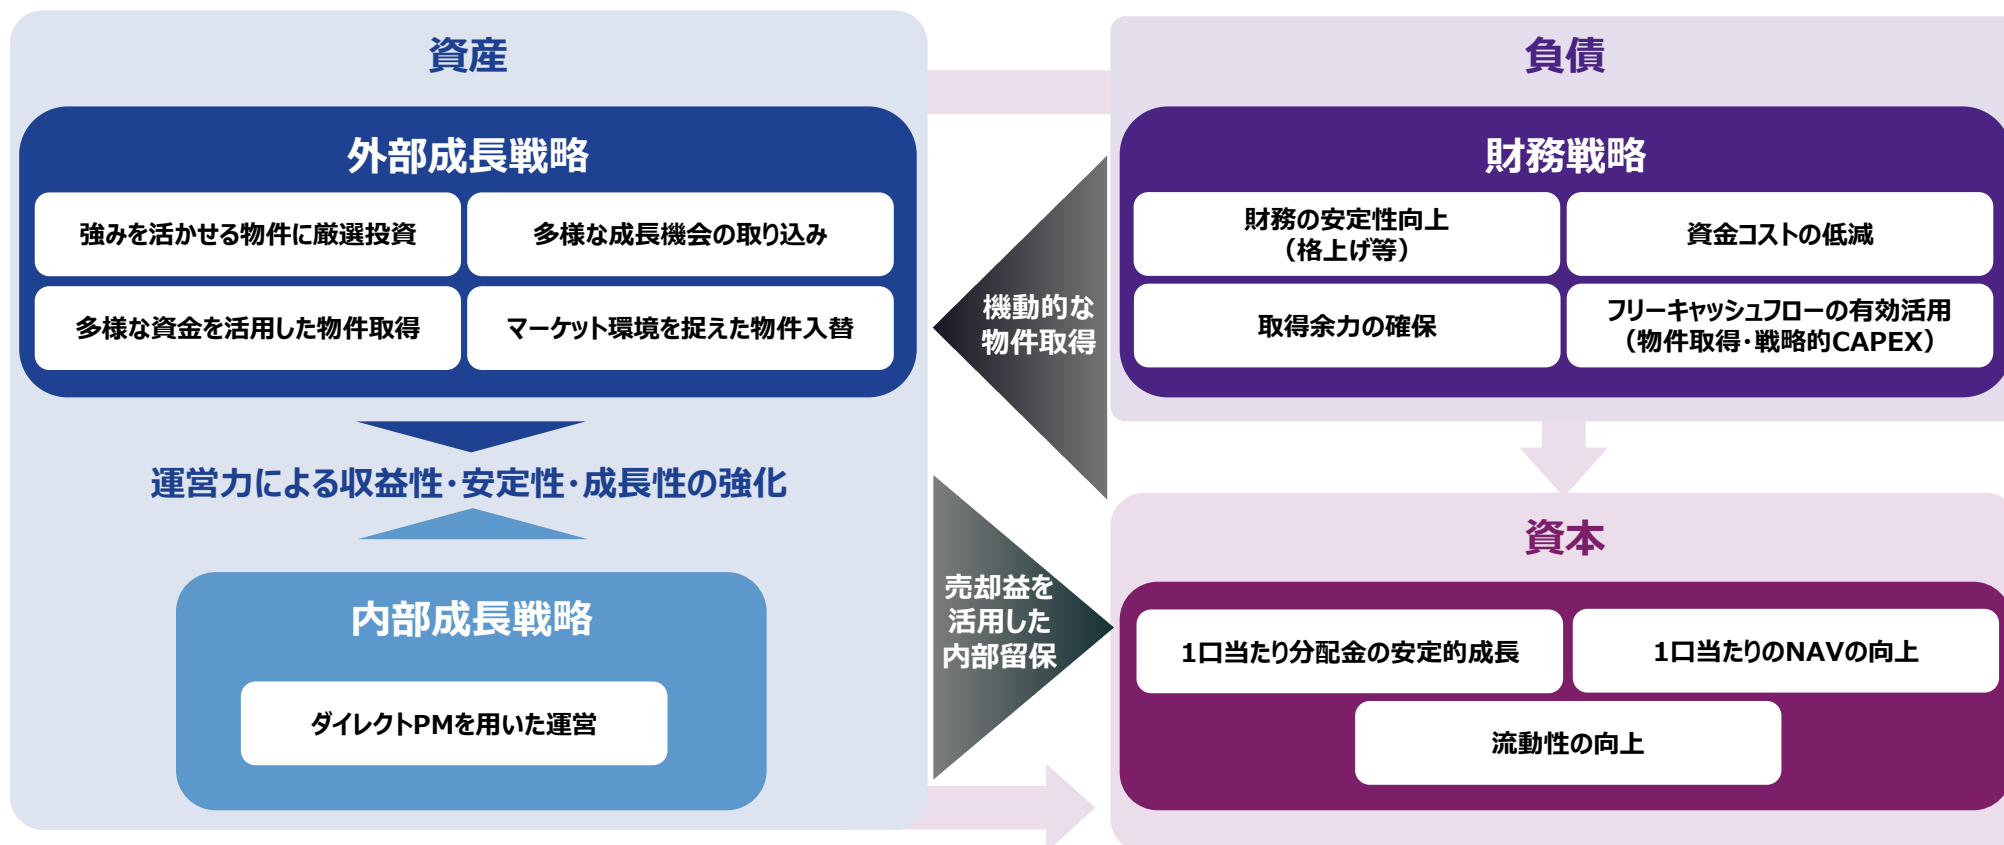 資産
外部成長戦略
強みを活かせる物件に厳選投資
多様な成長機会の取り込み
多様な資金を活用した物件取得
マーケット環境を捉えた物件入替
運営力による収益性・安定性・成長性の強化
内部成長戦略
ダイレクトPMを用いた運営
機動的な
物件取得
売却益を
活用した
内部留保
負債
財務戦略
財務の安定性向上
（格上げ等）
資金コストの低減
取得余力の確保
フリーキャッシュフローの有効活用
（物件取得・戦略的CAPEX）
資本
1口当たり分配金の安定的成長
1口当たりのNAVの向上
流動性の向上